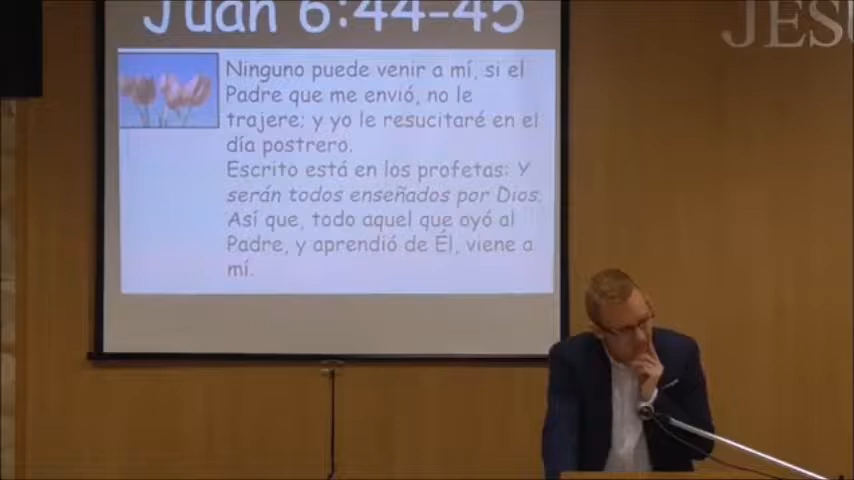 Juan 6:44-45
JESU
Ninguno puede venir a mí, si el
Padre que me envió, no le
trajere; y yo le resucitaré en el
día postrero.
Escrito está en los profetas: Y
serán todos enseñados por Dios.
Así que, todo aquel que oyó al
Padre, y aprendió de Él, viene a
mí.